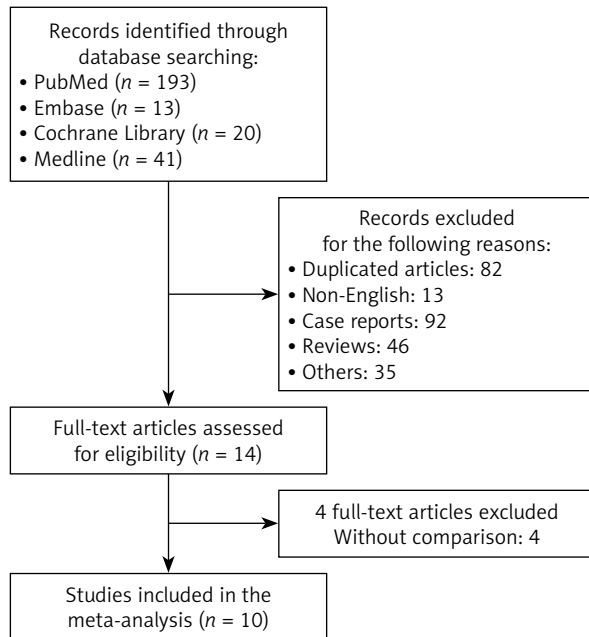 Records identified through
database searching:
• PubMed (n = 193)
• Embase (n = 13)
• Cochrane Library (n = 20)
• Medline (n = 41)
Records excluded
for the following reasons:
• Duplicated articles: 82
• Non-English: 13
• Case reports: 92
• Reviews: 46
• Others: 35
Full-text articles assessed
for eligibility (n = 14)
4 full-text articles excluded
Without comparison: 4
Studies included in the
meta-analysis (n = 10)